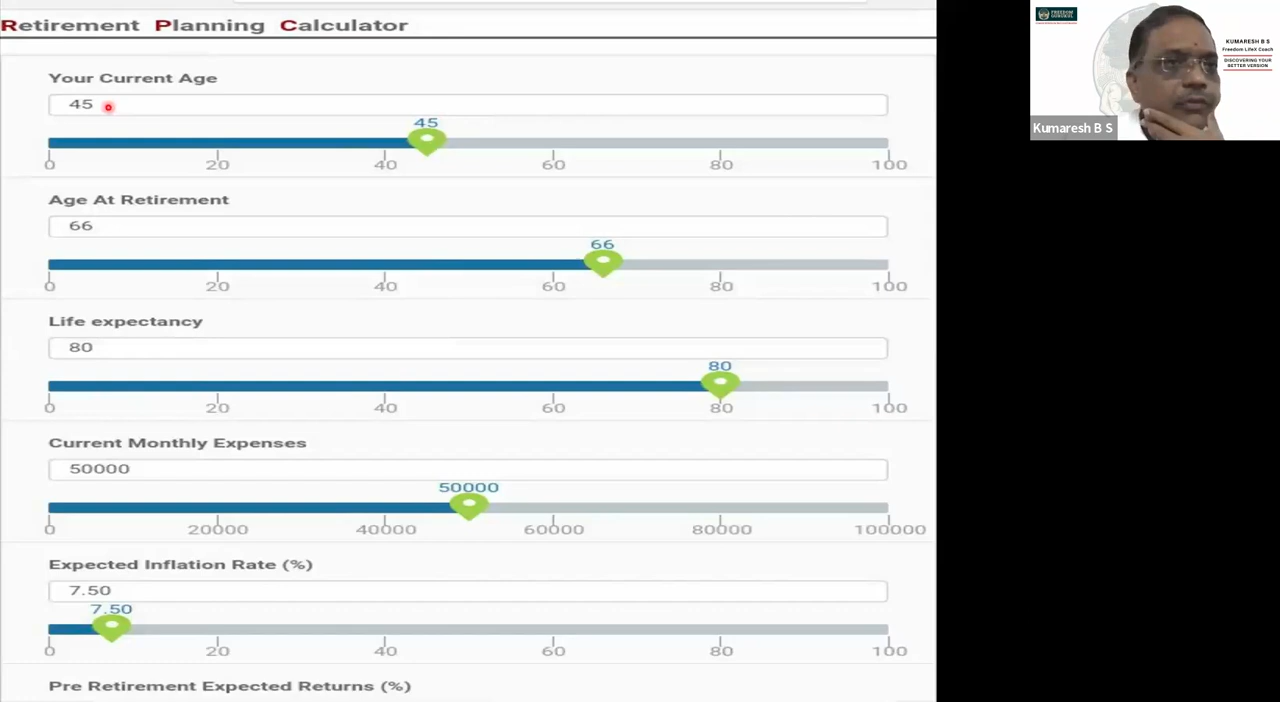 Retirement Planning Calculator
Your Current Age
45
45
0 20 40 60 80 100
Age At Retirement
66
66
0 20 40 60 80 100
Life expectancy
80
80
0 20 40 60 80 100
Current Monthly Expenses
50000
50000
0 20000 40000 60000 80000 100000
Expected Inflation Rate (%)
7.50
7.50
0 20 40 60 80 100
Pre Retirement Expected Returns (%)
FREEDOM
KUMARESH B S
Freedom LifeX Coach
DISCOVERING YOUR
BETTER VERSION
Kumaresh B S